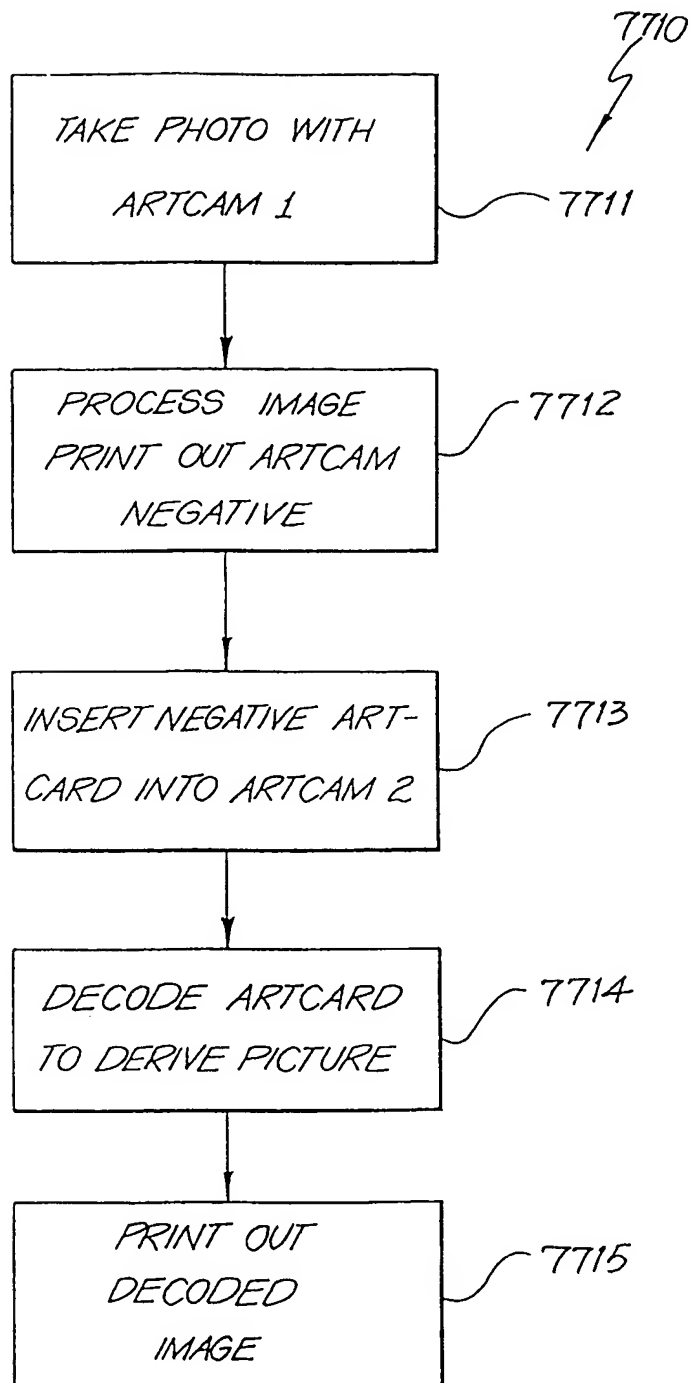 7710
TAKE PHOTO WITH
ARTCAM 1
7711
PROCESS IMAGE
PRINT OUT ARTCAM
NEGATIVE
7712
INSERT NEGATIVE ART-
CARD INTO ARTCAM 2
7713
DECODE ARTCARD
TO DERIVE PICTURE
7714
PRINT OUT
DECODED
IMAGE
7715